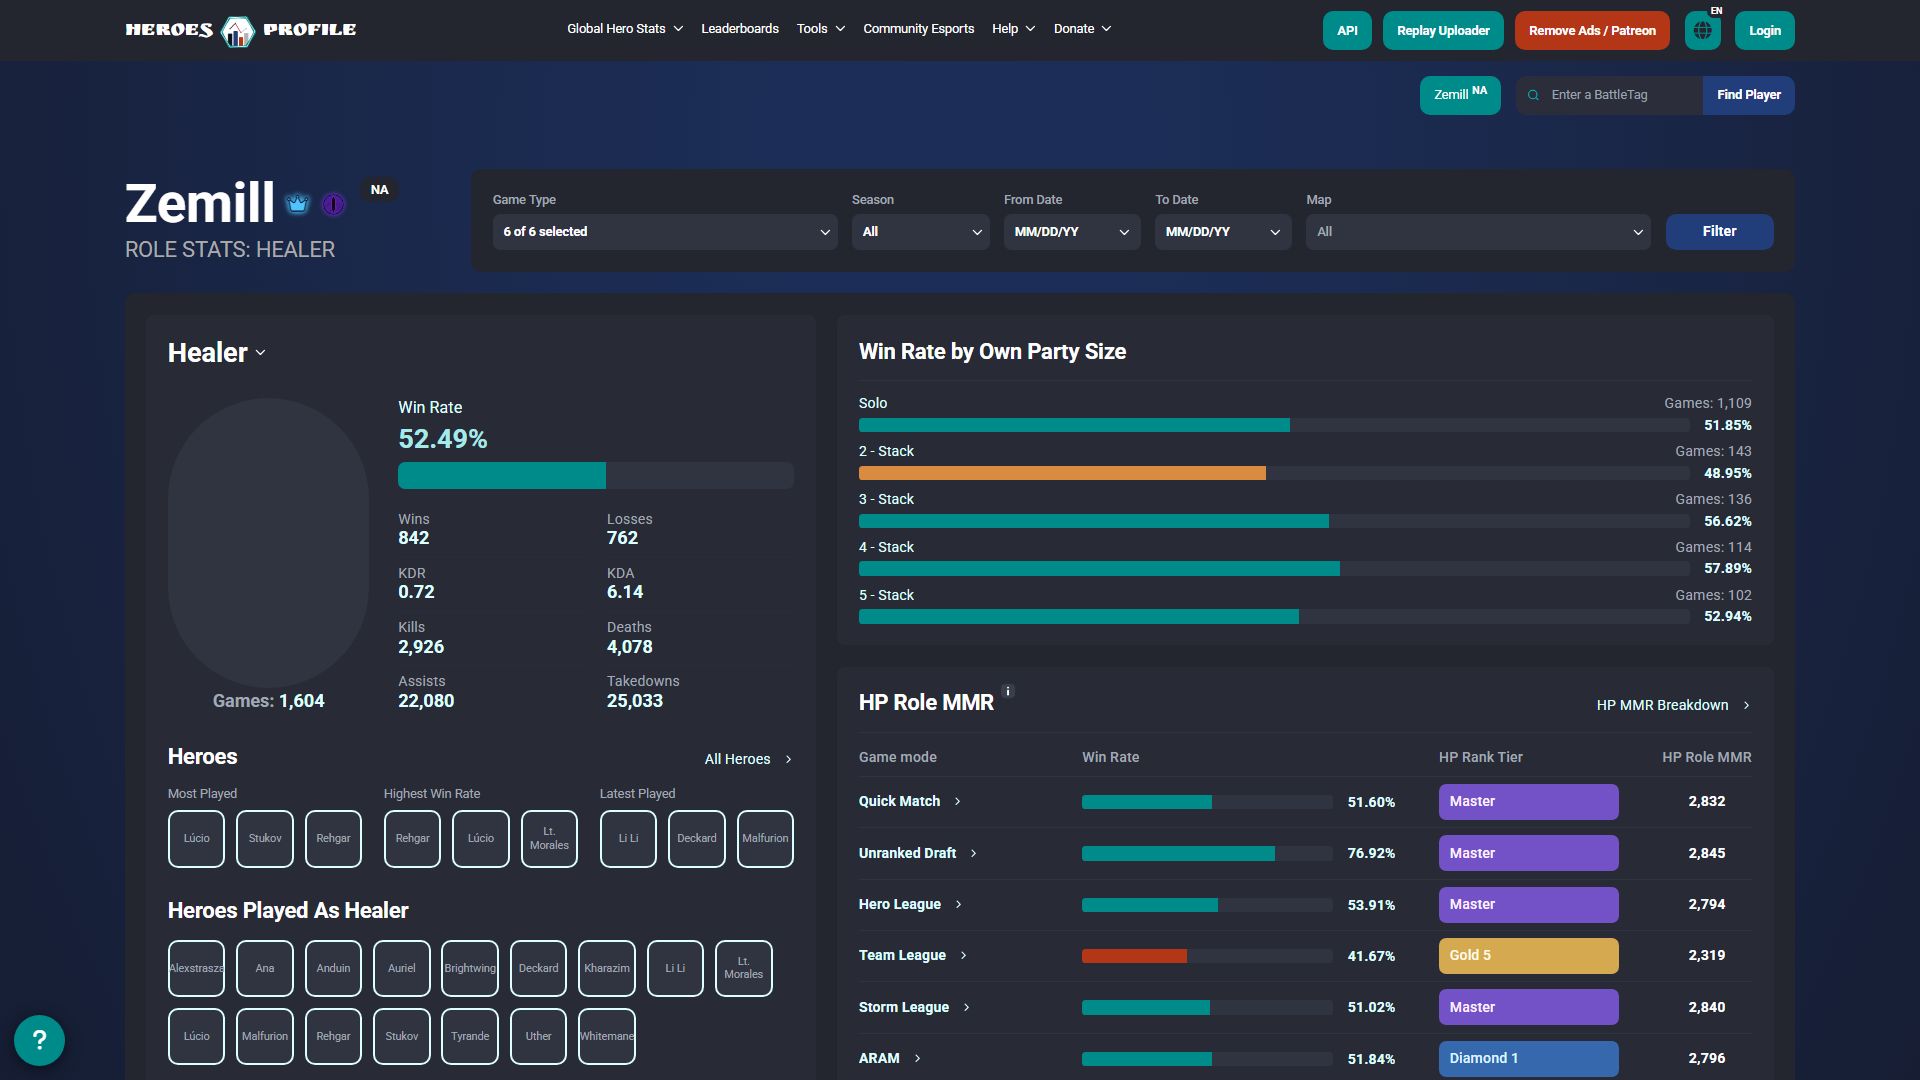 HEROES PROFILE
Global Hero Stats Leaderboards Tools Community Esports Help Donate
API Replay Uploader Remove Ads / Patreon EN Login
Zemill NA Enter a BattleTag Find Player
Zemill NA
ROLE STATS: HEALER
Game Type Season From Date To Date Map
6 of 6 selected All MM/DD/YY MM/DD/YY All Filter
Healer
Win Rate
52.49%
Wins Losses
842 762
KDR KDA
0.72 6.14
Kills Deaths
2,926 4,078
Assists Takedowns
22,080 25,033
Games: 1,604
Heroes All Heroes
Most Played Highest Win Rate Latest Played
Lúcio Stukov Rehgar Rehgar Lúcio Lt. Morales Li Li Deckard Malfurion
Heroes Played As Healer
Alexstrasza Ana Anduin Auriel Brightwing Deckard Kharazim Li Li Lt. Morales
Lúcio Malfurion Rehgar Stukov Tyrande Uther Whitemane
?
Win Rate by Own Party Size
Solo Games: 1,109
51.85%
2 - Stack Games: 143
48.95%
3 - Stack Games: 136
56.62%
4 - Stack Games: 114
57.89%
5 - Stack Games: 102
52.94%
HP Role MMR i HP MMR Breakdown
Game mode Win Rate HP Rank Tier HP Role MMR
Quick Match 51.60% Master 2,832
Unranked Draft 76.92% Master 2,845
Hero League 53.91% Master 2,794
Team League 41.67% Gold 5 2,319
Storm League 51.02% Master 2,840
ARAM 51.84% Diamond 1 2,796